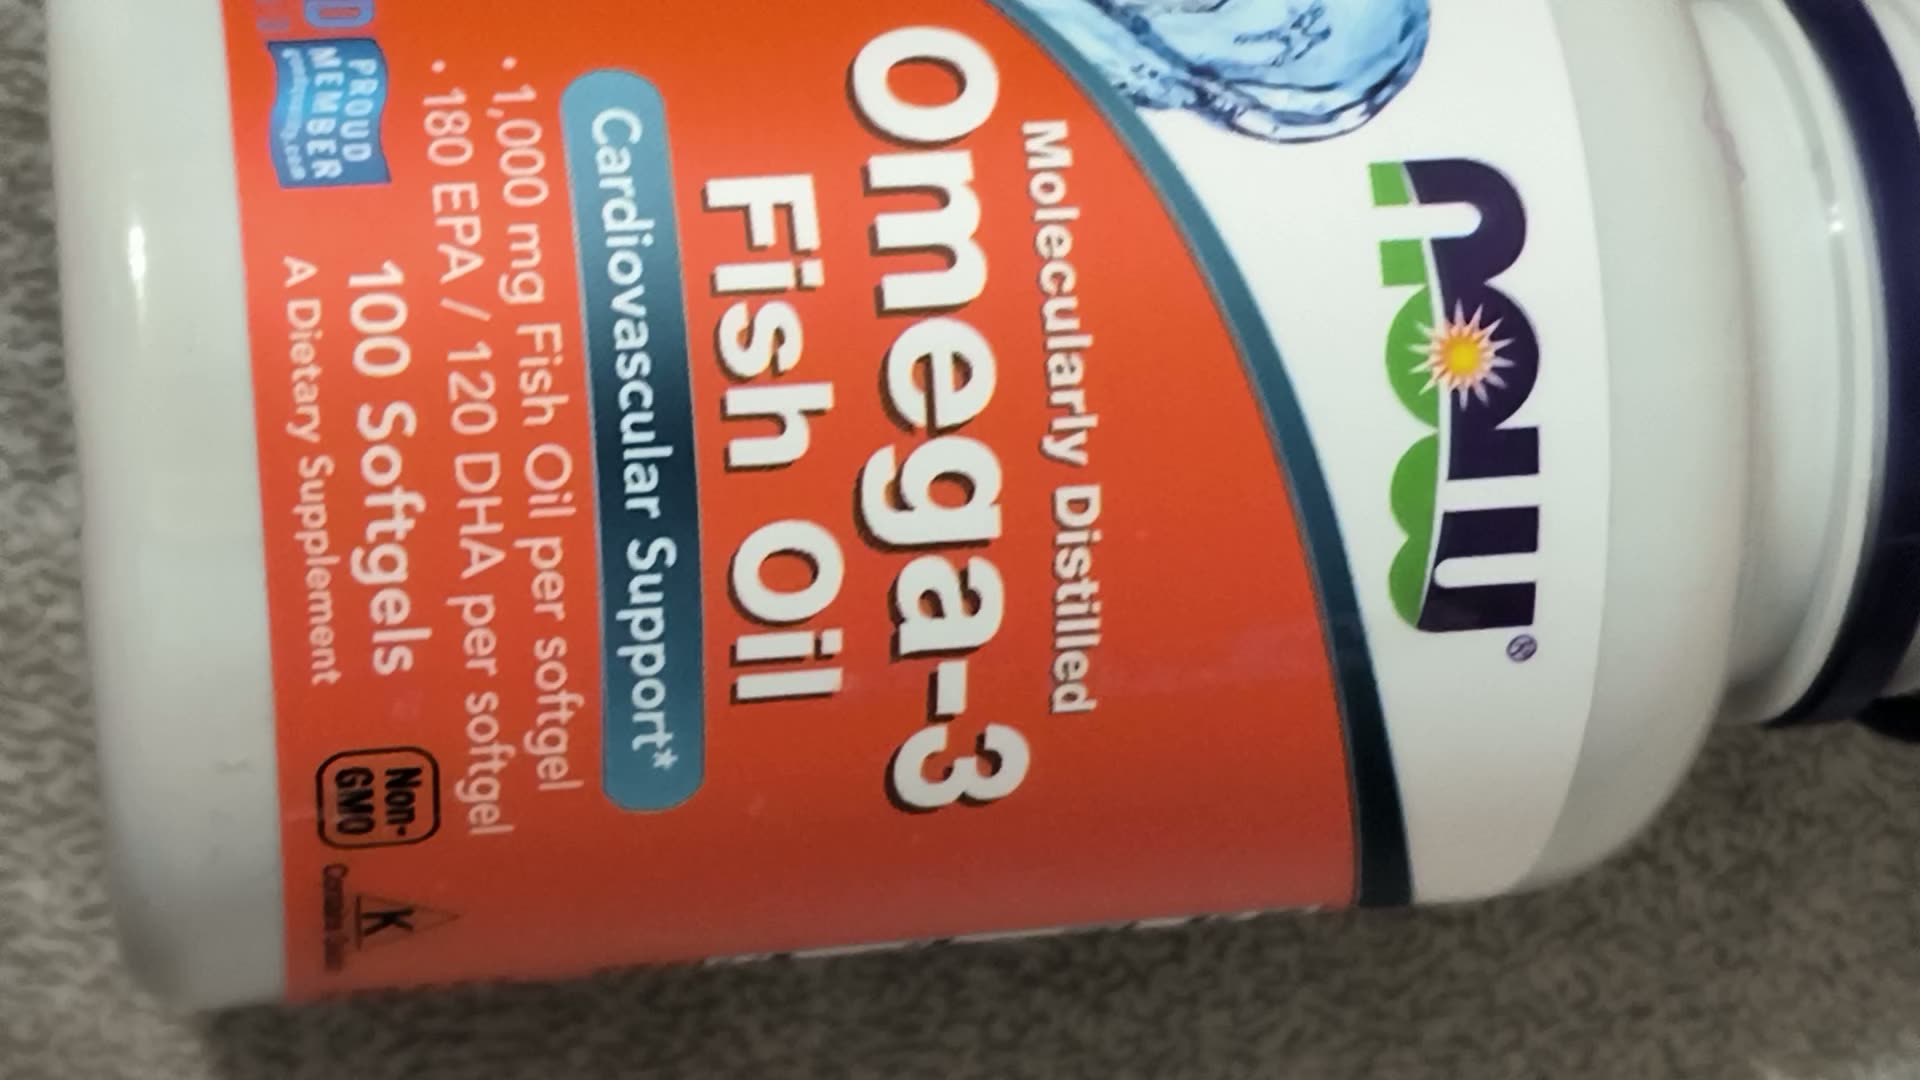 NOW®
Molecularly Distilled
Omega-3
Fish Oil
Cardiovascular Support*
• 1,000 mg Fish Oil per softgel
• 180 EPA / 120 DHA per softgel
100 Softgels
A Dietary Supplement
PROUD
MEMBER
Non-
GMO
K